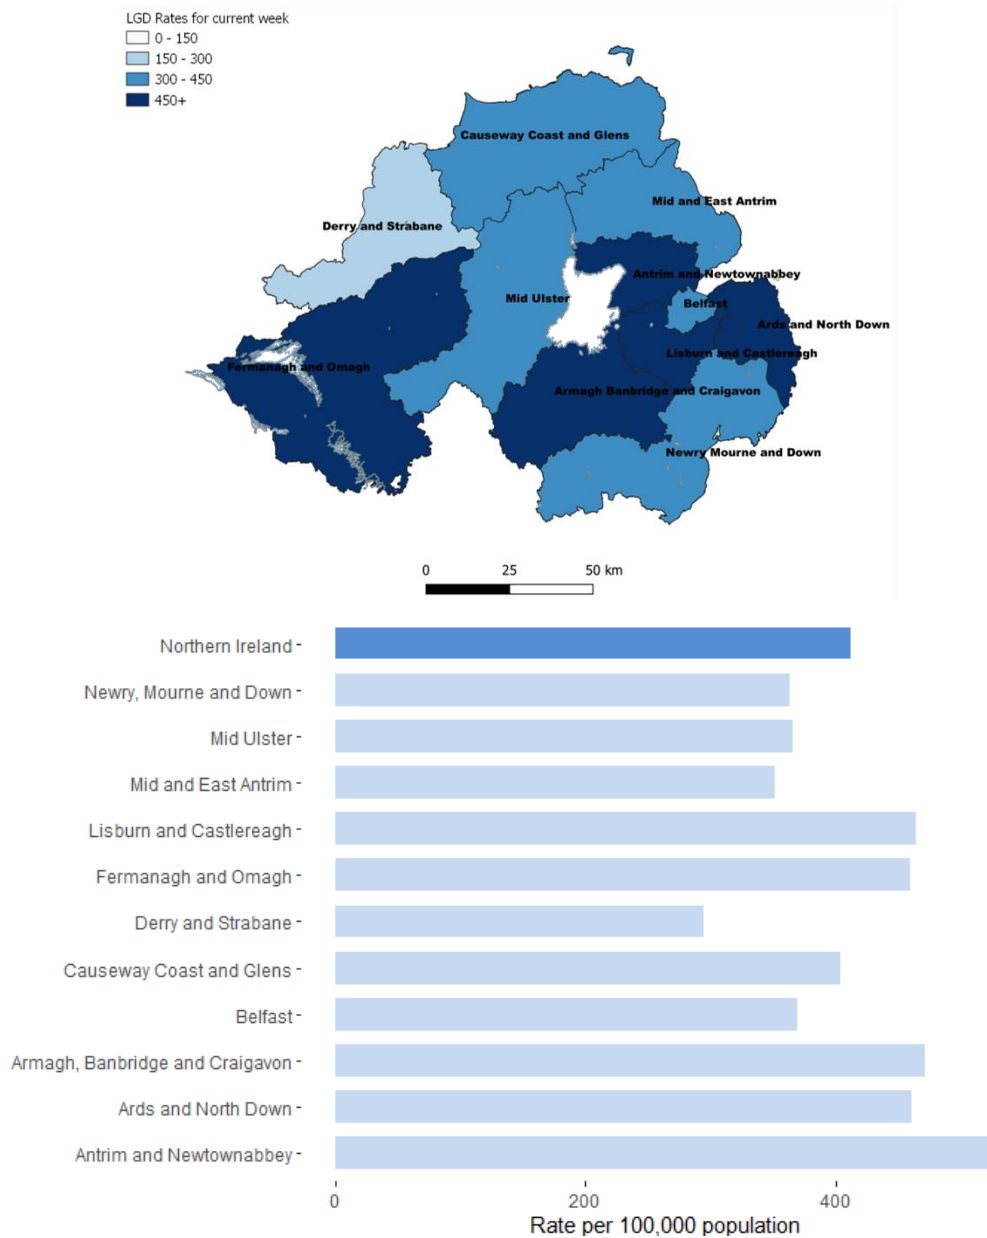 LGD Rates for current week
0 - 150
150 - 300
300 - 450
450+
Causeway Coast and Glens
Mid and East Antrim
Derry and Strabane
Antrim and Newtownabbey
Mid Ulster
Belfast
Ards and North Down
Lisburn and Castlereagh
Fermanagh and Omagh
Armagh Banbridge and Craigavon
Newry Mourne and Down
0 25 50 km
Northern Ireland
Newry, Mourne and Down
Mid Ulster
Mid and East Antrim
Lisburn and Castlereagh
Fermanagh and Omagh
Derry and Strabane
Causeway Coast and Glens
Belfast
Armagh, Banbridge and Craigavon
Ards and North Down
Antrim and Newtownabbey
0 200 400
Rate per 100,000 population